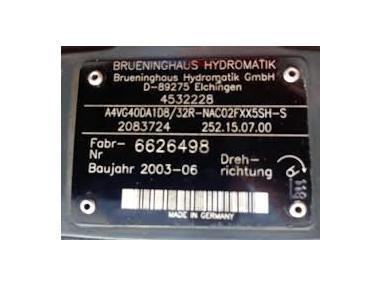 BRUENINGHAUS HYDROMATIK
Brueninghaus Hydromatik GmbH
D-89275 Elchingen
4532228
A4VG40DA1D8/32R-NAC02FXX5SH-S
2083724 252.15.07.00
Fabr-Nr 6626498 Dreh-
Baujahr 2003-06 richtung
MADE IN GERMANY